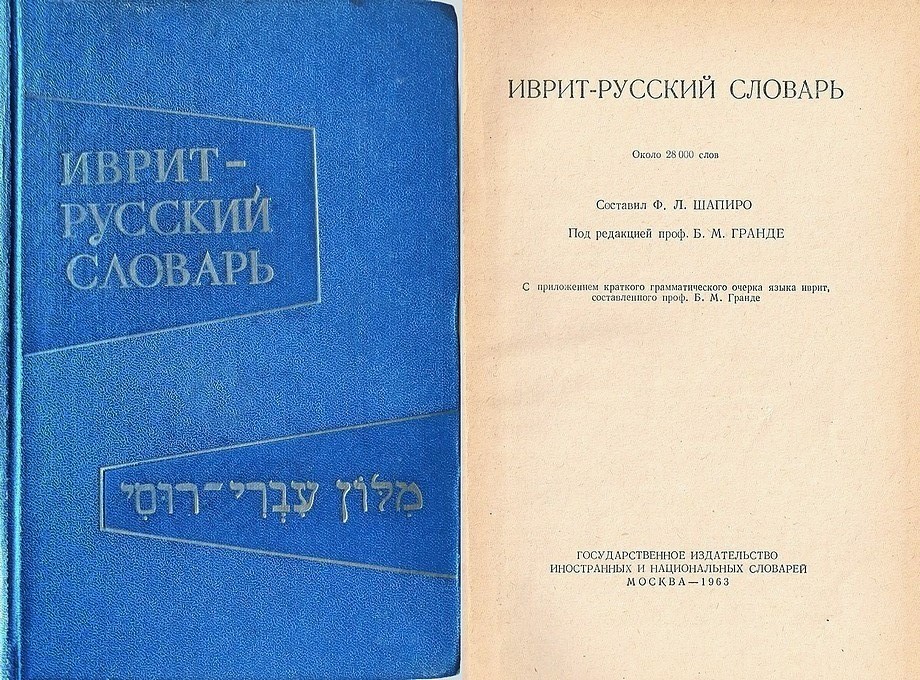 ИВРИТ-
РУССКИЙ
СЛОВАРЬ
מִלּוֹן עִבְרִי־רוּסִי
ИВРИТ-РУССКИЙ СЛОВАРЬ
Около 28 000 слов
Составил Ф. Л. ШАПИРО
Под редакцией проф. Б. М. ГРАНДЕ
С приложением краткого грамматического очерка языка иврит,
составленного проф. Б. М. Гранде
ГОСУДАРСТВЕННОЕ ИЗДАТЕЛЬСТВО
ИНОСТРАННЫХ И НАЦИОНАЛЬНЫХ СЛОВАРЕЙ
МОСКВА — 1963